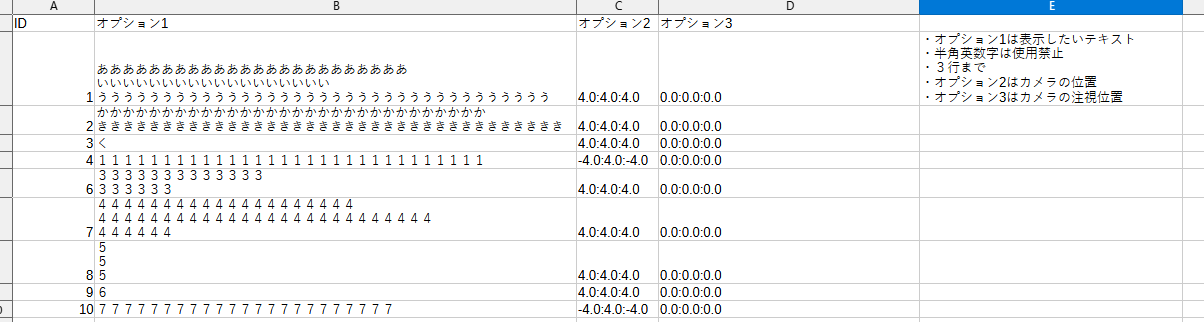 A B C D E
ID オプション1 オプション2 オプション3
・オプション1は表示したいテキスト
・半角英数字は使用禁止
・３行まで
・オプション2はカメラの位置
・オプション3はカメラの注視位置
ああああああああああああああああああああああああ
いいいいいいいいいいいいいいいいいい
1 ううううううううううううううううううううううううううううううううううう 4.0:4.0:4.0 0.0:0.0:0.0
かかかかかかかかかかかかかかかかかかかかかかかかかかかかかか
2 きききききききききききききききききききききききききききききききききききき 4.0:4.0:4.0 0.0:0.0:0.0
3 く 4.0:4.0:4.0 0.0:0.0:0.0
4 １１１１１１１１１１１１１１１１１１１１１１１１１１１１１１ -4.0:4.0:-4.0 0.0:0.0:0.0
３３３３３３３３３３３３３
6 ３３３３３３ 4.0:4.0:4.0 0.0:0.0:0.0
４４４４４４４４４４４４４４４４４４４４
４４４４４４４４４４４４４４４４４４４４４４４４４４
7 ４４４４４４ 4.0:4.0:4.0 0.0:0.0:0.0
５
５
8 ５ 4.0:4.0:4.0 0.0:0.0:0.0
9 ６ 4.0:4.0:4.0 0.0:0.0:0.0
10 ７７７７７７７７７７７７７７７７７７７７７７７ -4.0:4.0:-4.0 0.0:0.0:0.0